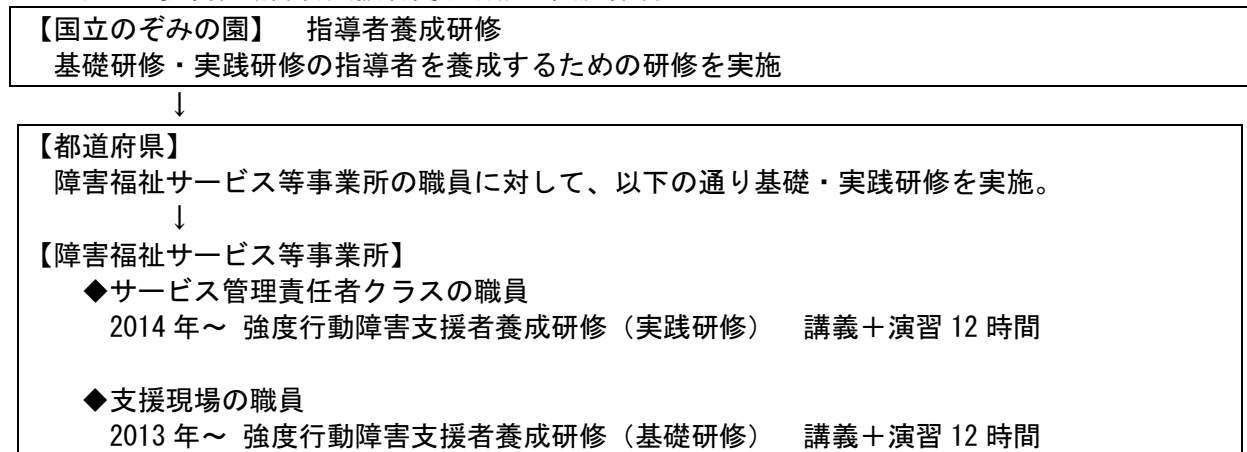 【国立のぞみの園】　指導者養成研修
基礎研修・実践研修の指導者を養成するための研修を実施
↓
【都道府県】
障害福祉サービス等事業所の職員に対して、以下の通り基礎・実践研修を実施。
↓
【障害福祉サービス等事業所】
◆サービス管理責任者クラスの職員
2014 年～ 強度行動障害支援者養成研修（実践研修）　講義＋演習 12 時間
◆支援現場の職員
2013 年～ 強度行動障害支援者養成研修（基礎研修）　講義＋演習 12 時間